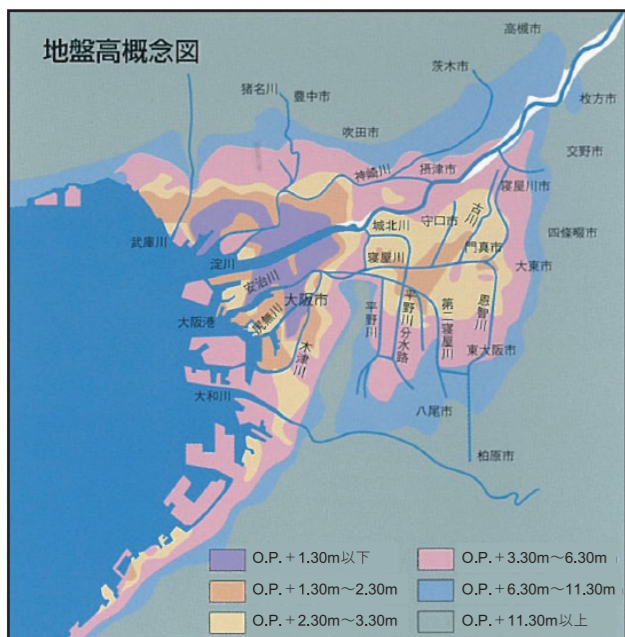 地盤高概念図
高槻市
茨木市
猪名川
豊中市
枚方市
吹田市
交野市
神崎川
摂津市
寝屋川市
古川
守口市
城北川
四條畷市
武庫川
淀川
門真市
寝屋川
大東市
安治川
大阪市
恩智川
大阪港
平野川
平野川分水路
第二寝屋川
木津川
東大阪市
大和川
八尾市
柏原市
O.P.+1.30m以下
O.P.+3.30m~6.30m
O.P.+1.30m~2.30m
O.P.+6.30m~11.30m
O.P.+2.30m~3.30m
O.P.+11.30m以上